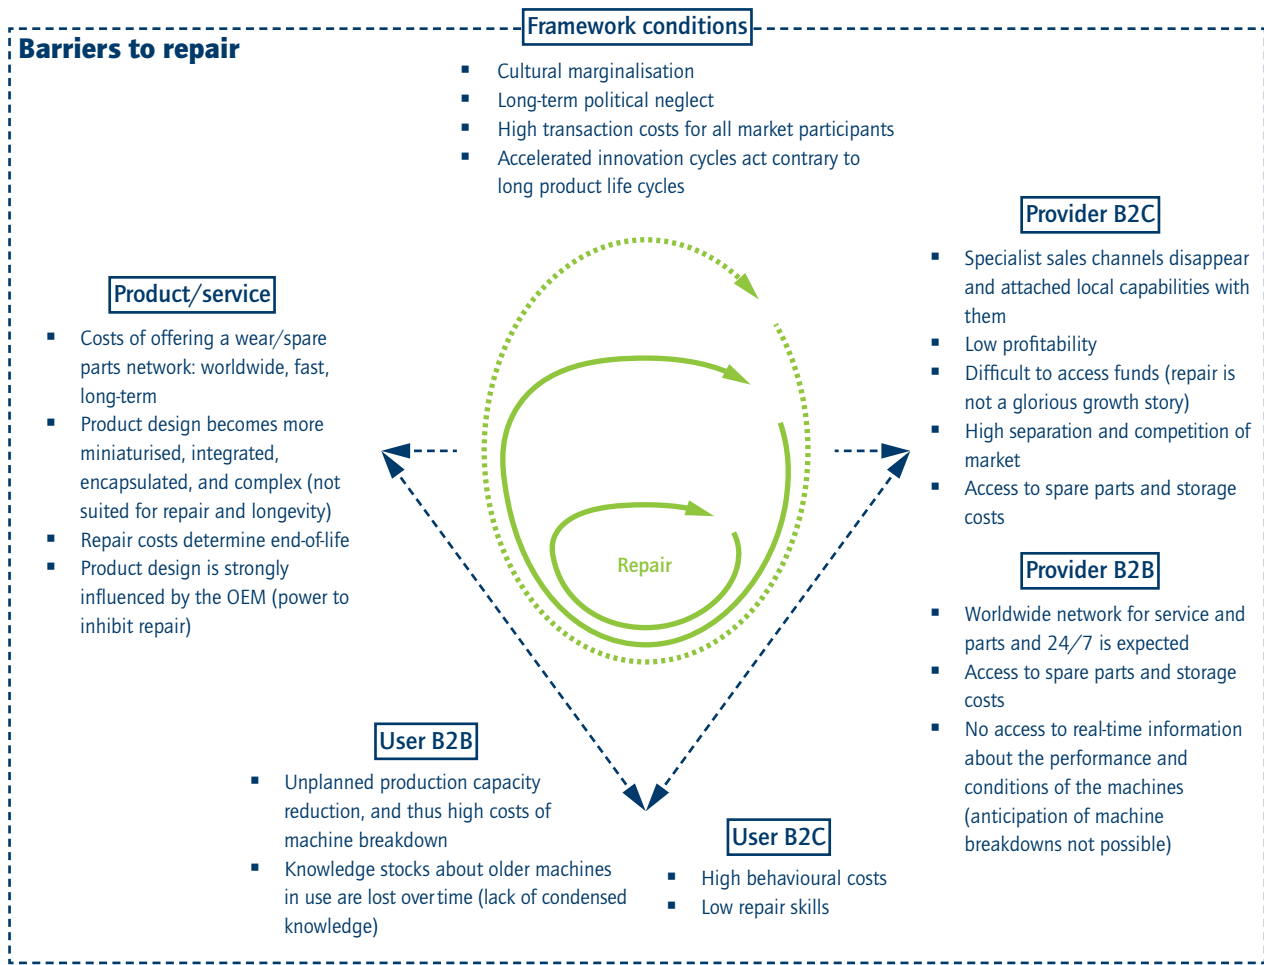 Framework conditions
Barriers to repair
▪ Cultural marginalisation
▪ Long-term political neglect
▪ High transaction costs for all market participants
▪ Accelerated innovation cycles act contrary to
long product life cycles
Product/service
▪ Costs of offering a wear/spare
parts network: worldwide, fast,
long-term
▪ Product design becomes more
miniaturised, integrated,
encapsulated, and complex (not
suited for repair and longevity)
▪ Repair costs determine end-of-life
▪ Product design is strongly
influenced by the OEM (power to
inhibit repair)
Repair
Provider B2C
▪ Specialist sales channels disappear
and attached local capabilities with
them
▪ Low profitability
▪ Difficult to access funds (repair is
not a glorious growth story)
▪ High separation and competition of
market
▪ Access to spare parts and storage
costs
Provider B2B
▪ Worldwide network for service and
parts and 24/7 is expected
▪ Access to spare parts and storage
costs
▪ No access to real-time information
about the performance and
conditions of the machines
(anticipation of machine
breakdowns not possible)
User B2B
▪ Unplanned production capacity
reduction, and thus high costs of
machine breakdown
▪ Knowledge stocks about older machines
in use are lost over time (lack of condensed
knowledge)
User B2C
▪ High behavioural costs
▪ Low repair skills